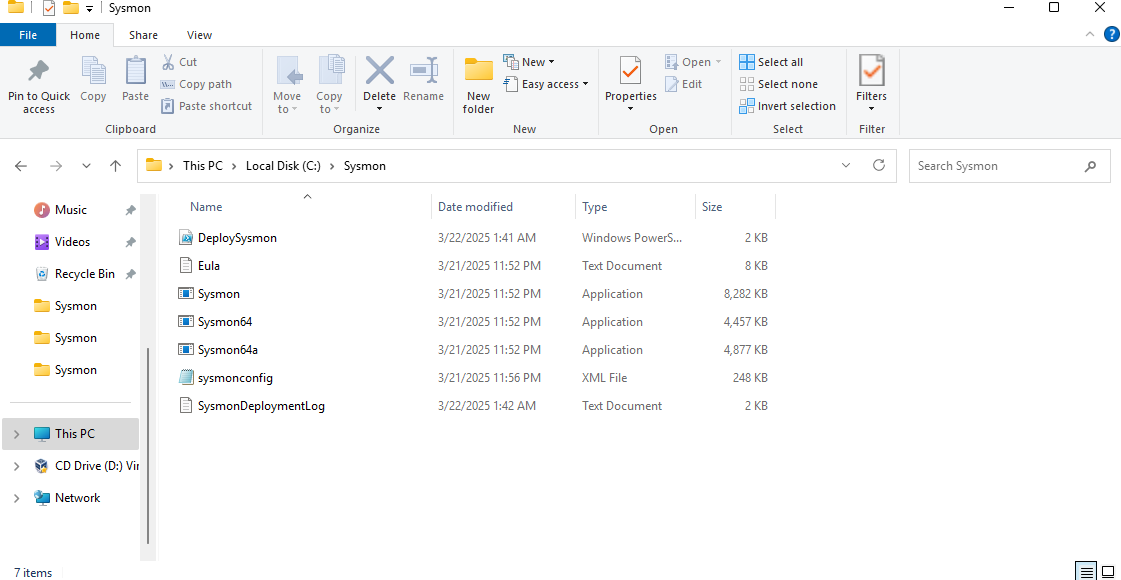 Sysmon
File Home Share View
Pin to Quick access
Copy
Paste
Cut
Copy path
Paste shortcut
Clipboard
Move to
Copy to
Delete
Rename
Organize
New folder
New
Easy access
New
Properties
Open
Edit
Open
Select all
Select none
Invert selection
Select
Filters
Filter
This PC Local Disk (C:) Sysmon
Search Sysmon
Music
Videos
Recycle Bin
Sysmon
Sysmon
Sysmon
This PC
CD Drive (D:) Vir
Network
Name Date modified Type Size
DeploySysmon 3/22/2025 1:41 AM Windows PowerS... 2 KB
Eula 3/21/2025 11:52 PM Text Document 8 KB
Sysmon 3/21/2025 11:52 PM Application 8,282 KB
Sysmon64 3/21/2025 11:52 PM Application 4,457 KB
Sysmon64a 3/21/2025 11:52 PM Application 4,877 KB
sysmonconfig 3/21/2025 11:56 PM XML File 248 KB
SysmonDeploymentLog 3/22/2025 1:42 AM Text Document 2 KB
7 items